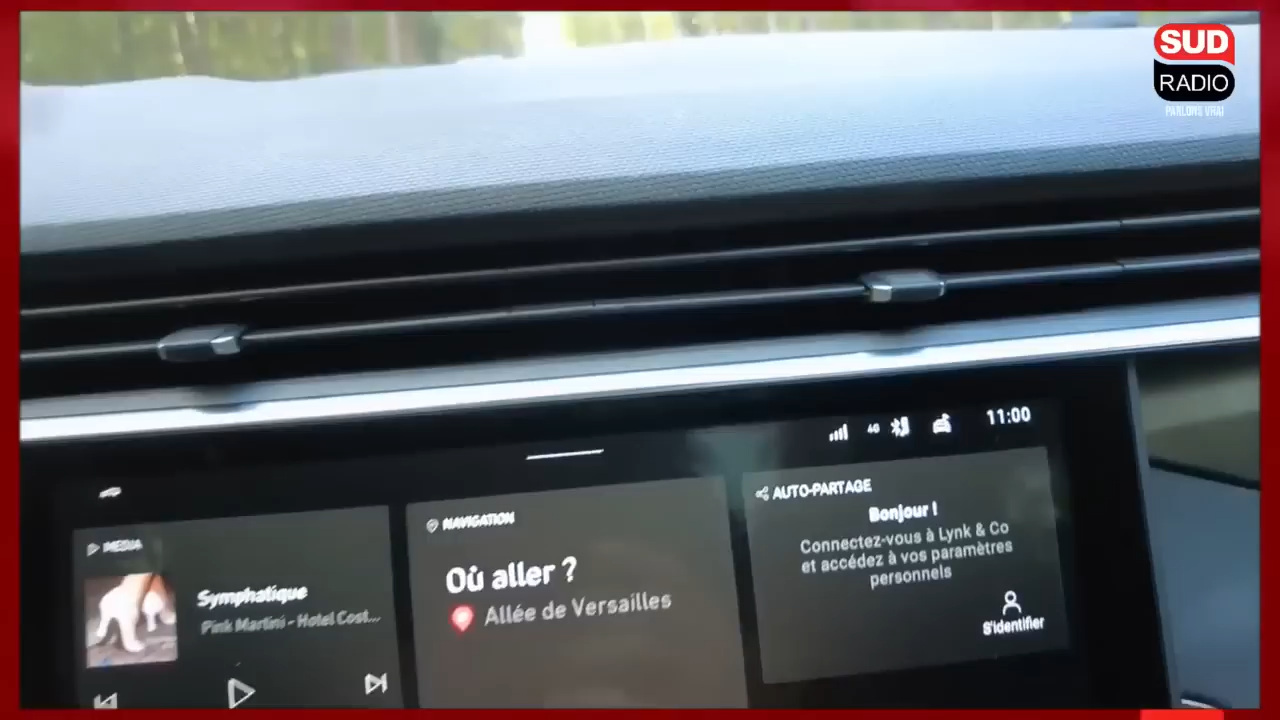 SUD
RADIO
PARLONS VRAI
4G
11:00
MEDIA
Symphatique
Pink Martini - Hotel Cost...
NAVIGATION
Où aller ?
Allée de Versailles
AUTO-PARTAGE
Bonjour !
Connectez-vous à Lynk & Co
et accédez à vos paramètres
personnels
S'identifier